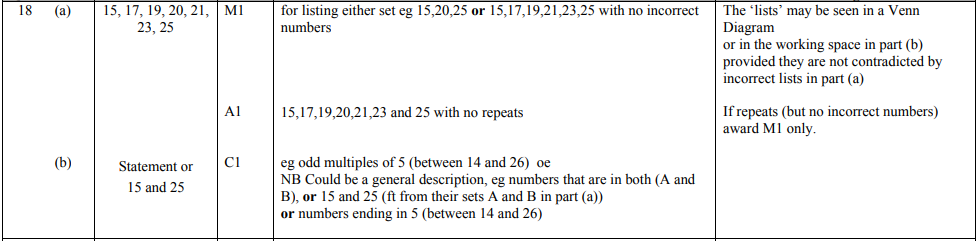 18 (a) 15, 17, 19, 20, 21, M1 for listing either set eg 15,20,25 or 15,17,19,21,23,25 with no incorrect The ‘lists’ may be seen in a Venn
23, 25 numbers Diagram
or in the working space in part (b)
provided they are not contradicted by
incorrect lists in part (a)
A1 15,17,19,20,21,23 and 25 with no repeats If repeats (but no incorrect numbers)
award M1 only.
(b) Statement or C1 eg odd multiples of 5 (between 14 and 26) oe
15 and 25 NB Could be a general description, eg numbers that are in both (A and
B), or 15 and 25 (ft from their sets A and B in part (a))
or numbers ending in 5 (between 14 and 26)